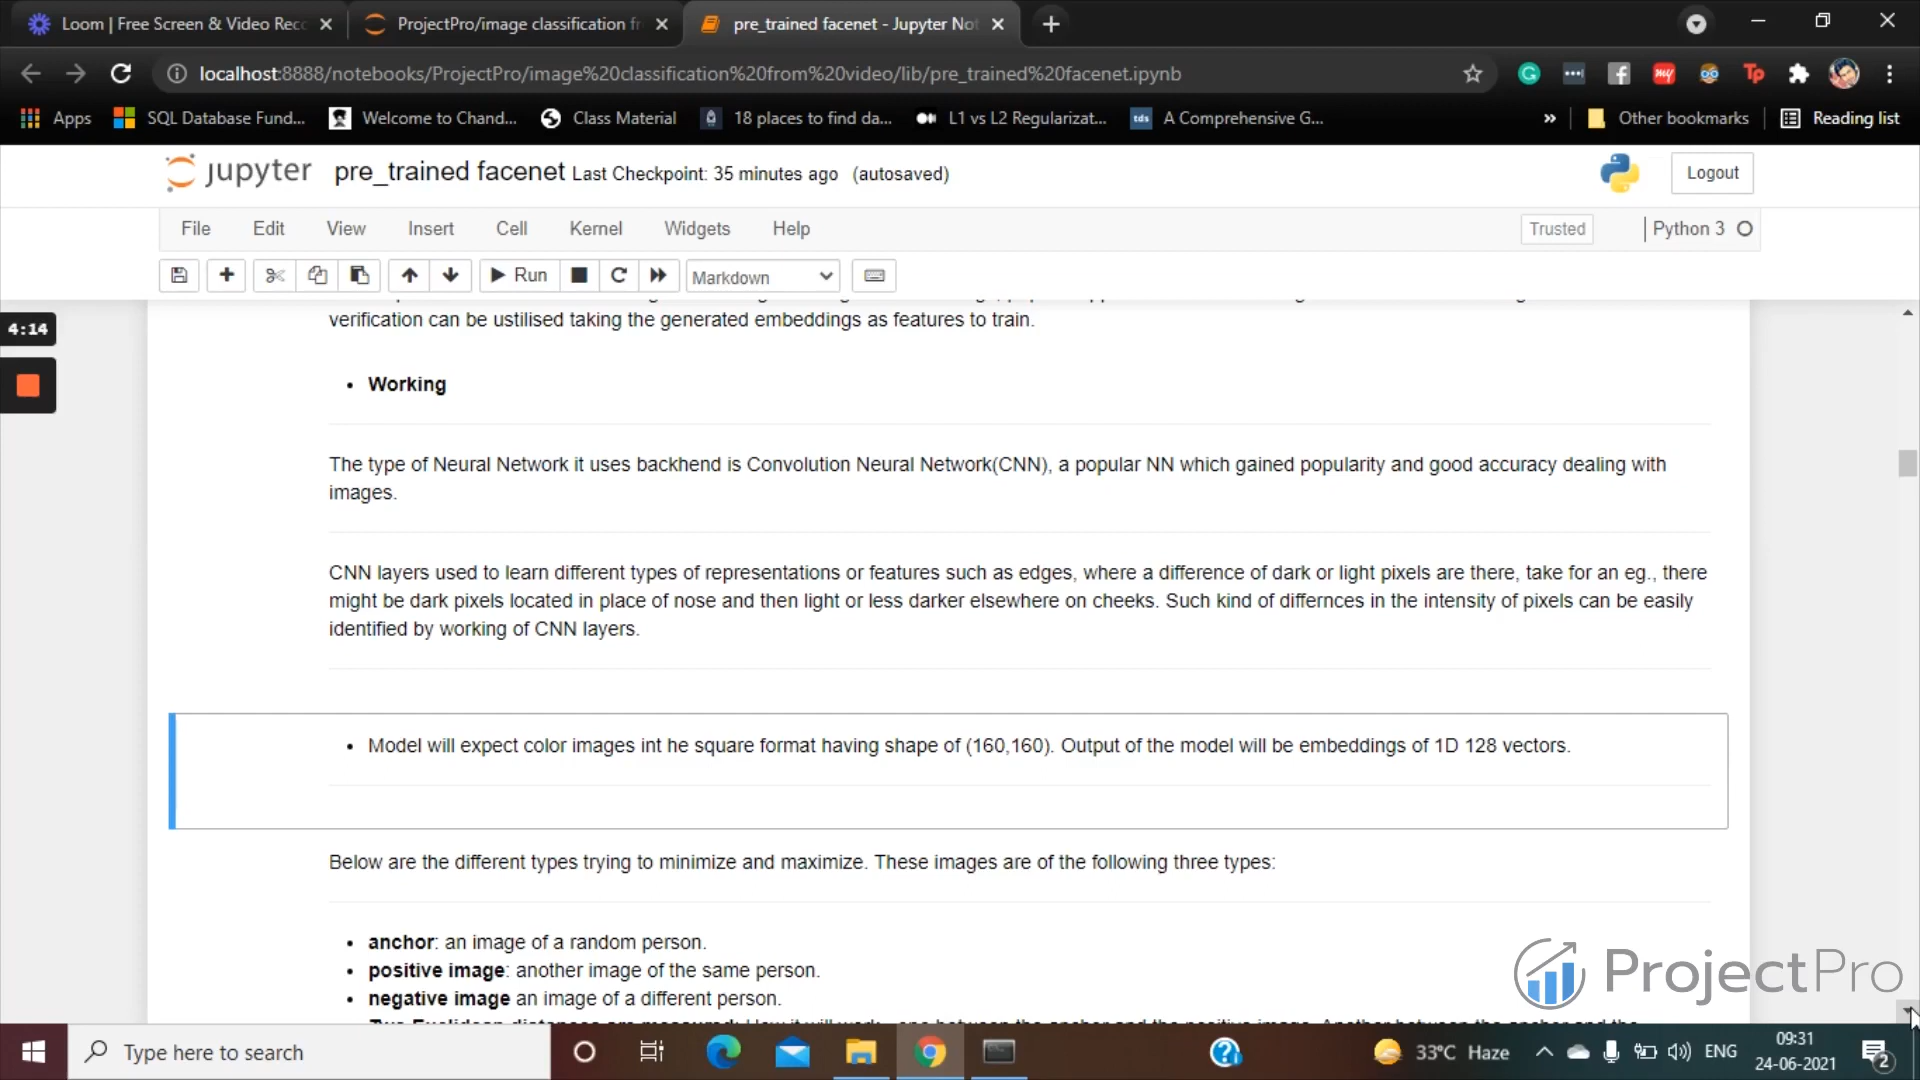 Loom | Free Screen & Video Reco
ProjectPro/image classification fr
pre_trained facenet - Jupyter Not
localhost:8888/notebooks/ProjectPro/image%20classification%20from%20video/lib/pre_trained%20facenet.ipynb
Apps
SQL Database Fund...
Welcome to Chand...
Class Material
18 places to find da...
L1 vs L2 Regularizat...
tds
A Comprehensive G...
»
Other bookmarks
Reading list
jupyter
pre_trained facenet Last Checkpoint: 35 minutes ago (autosaved)
Logout
File Edit View Insert Cell Kernel Widgets Help
Trusted
Python 3
Run
Markdown
4:14
verification can be ustilised taking the generated embeddings as features to train.
• Working
The type of Neural Network it uses backhend is Convolution Neural Network(CNN), a popular NN which gained popularity and good accuracy dealing with
images.
CNN layers used to learn different types of representations or features such as edges, where a difference of dark or light pixels are there, take for an eg., there
might be dark pixels located in place of nose and then light or less darker elsewhere on cheeks. Such kind of differnces in the intensity of pixels can be easily
identified by working of CNN layers.
• Model will expect color images int he square format having shape of (160,160). Output of the model will be embeddings of 1D 128 vectors.
Below are the different types trying to minimize and maximize. These images are of the following three types:
• anchor: an image of a random person.
• positive image: another image of the same person.
• negative image an image of a different person.
ProjectPro
Type here to search
33°C Haze
ENG
09:31
24-06-2021
2